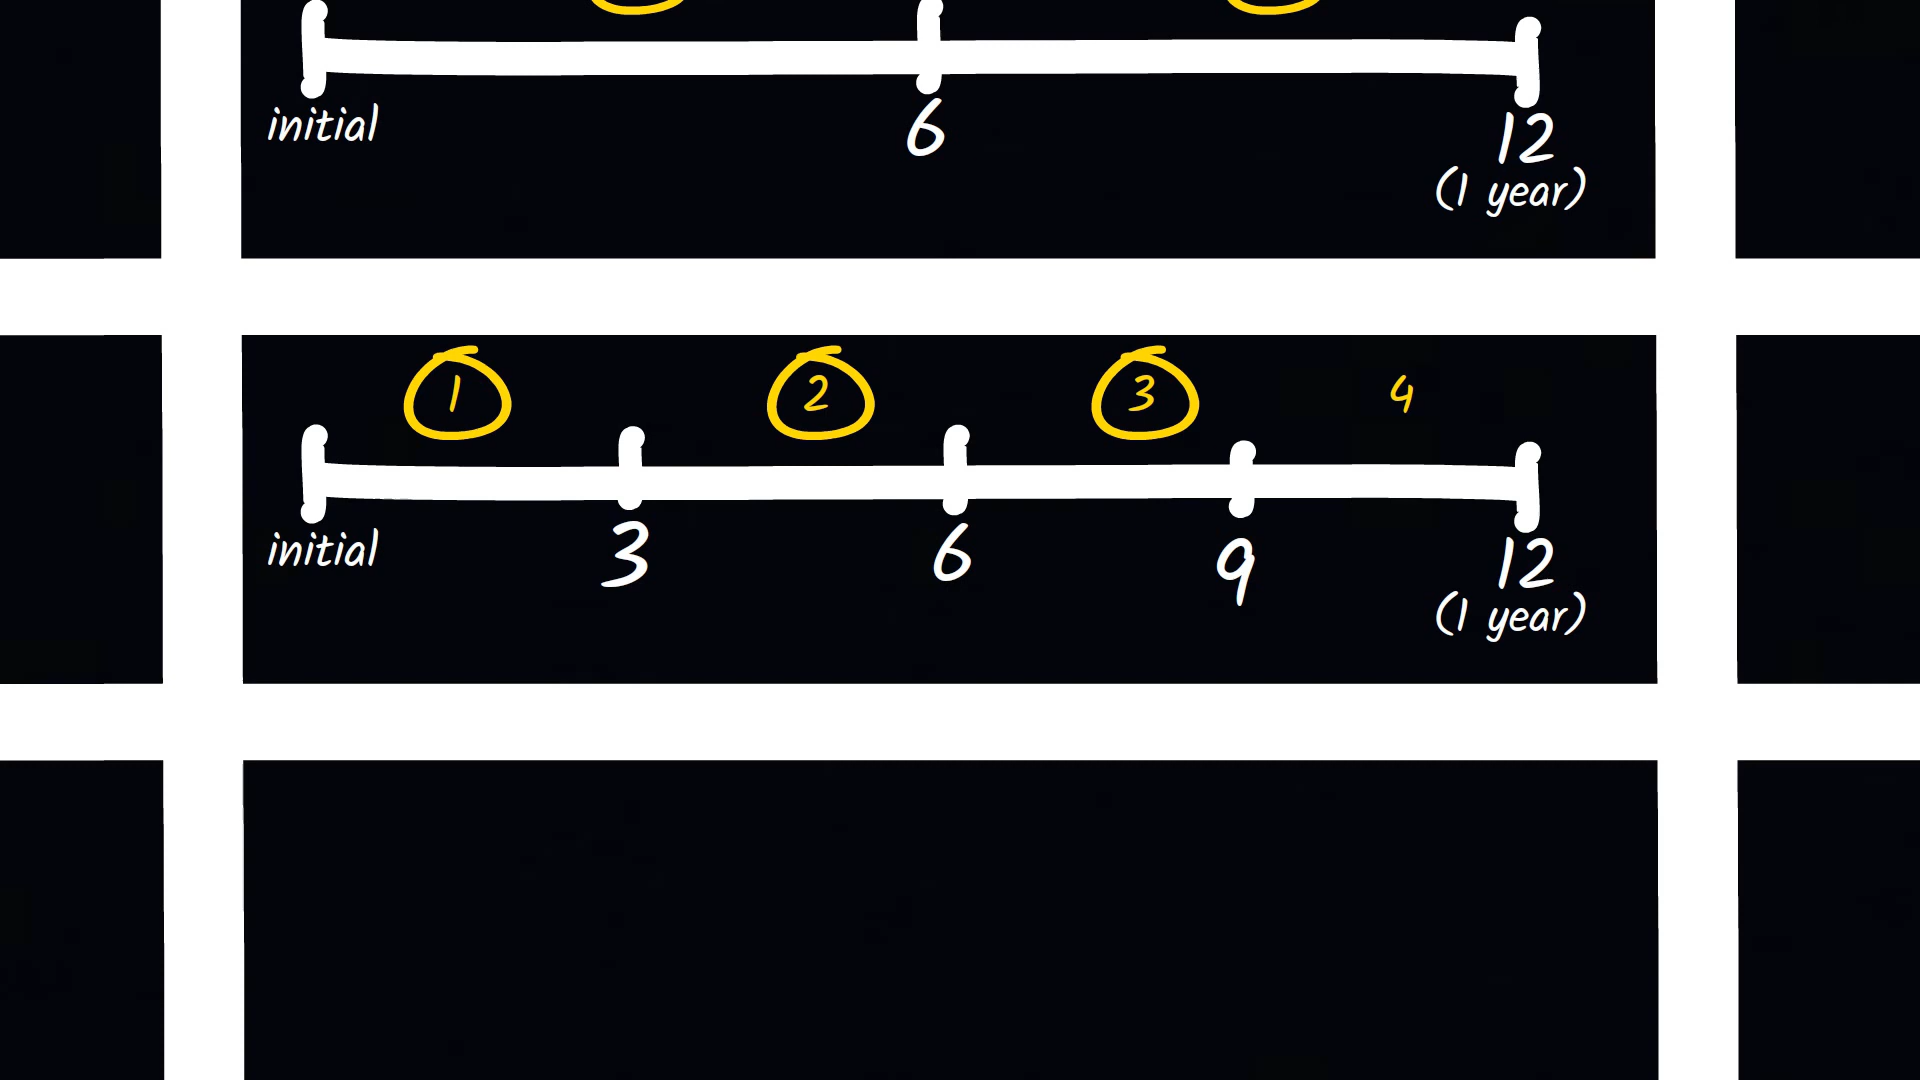 initial 6 12
(1 year)
1 2 3 4
initial 3 6 9 12
(1 year)